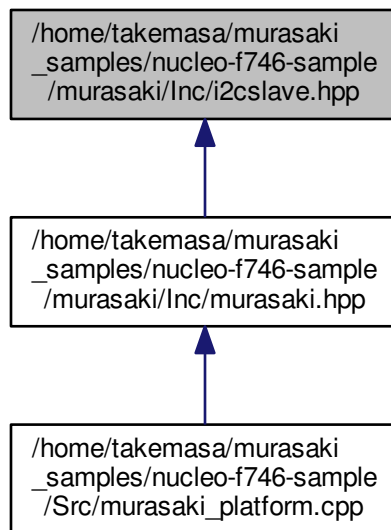 /home/takemasa/murasaki
_samples/nucleo-f746-sample
/murasaki/Inc/i2cslave.hpp
/home/takemasa/murasaki
_samples/nucleo-f746-sample
/murasaki/Inc/murasaki.hpp
/home/takemasa/murasaki
_samples/nucleo-f746-sample
/Src/murasaki_platform.cpp